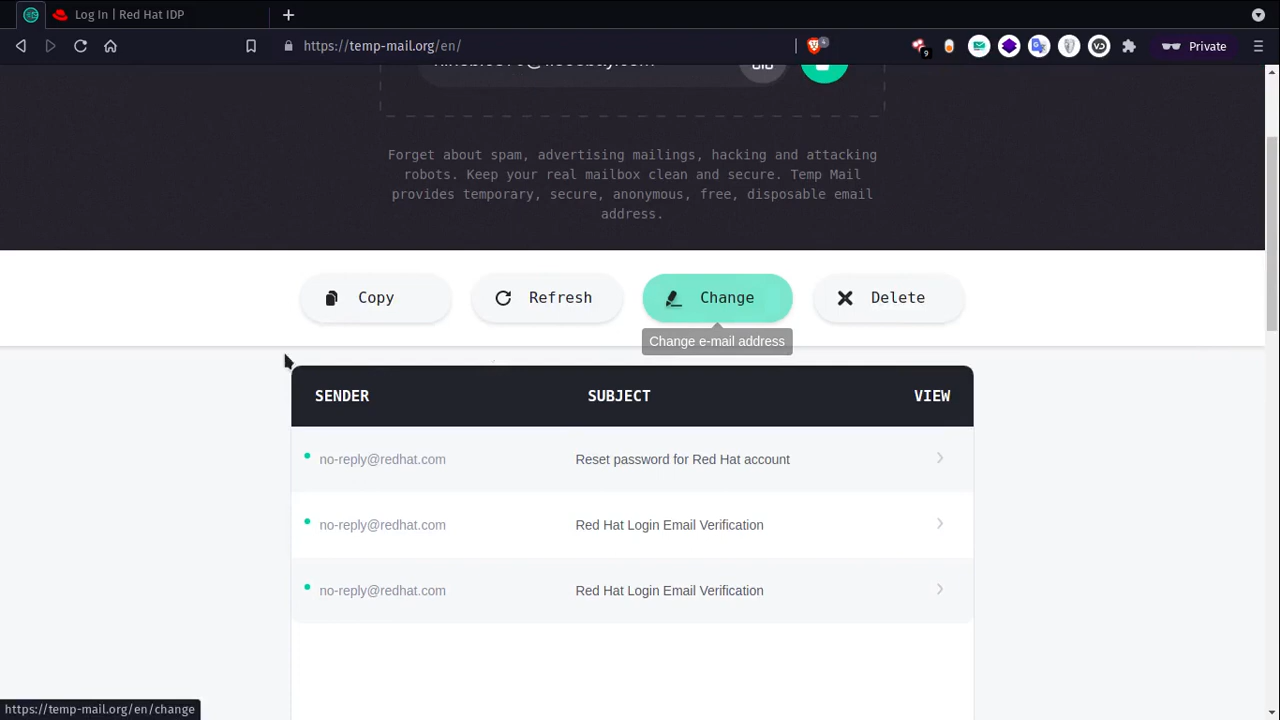 Log In | Red Hat IDP
https://temp-mail.org/en/
4
9
Private
Forget about spam, advertising mailings, hacking and attacking
robots. Keep your real mailbox clean and secure. Temp Mail
provides temporary, secure, anonymous, free, disposable email
address.
Copy
Refresh
Change
Delete
Change e-mail address
SENDER SUBJECT VIEW
no-reply@redhat.com Reset password for Red Hat account
no-reply@redhat.com Red Hat Login Email Verification
no-reply@redhat.com Red Hat Login Email Verification
https://temp-mail.org/en/change